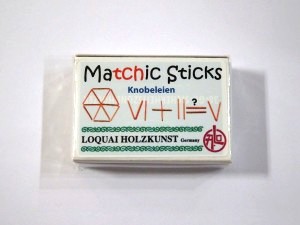 Matchic Sticks
Knobeleien
VI+II=V
?
LOQUAI HOLZKUNST Germany